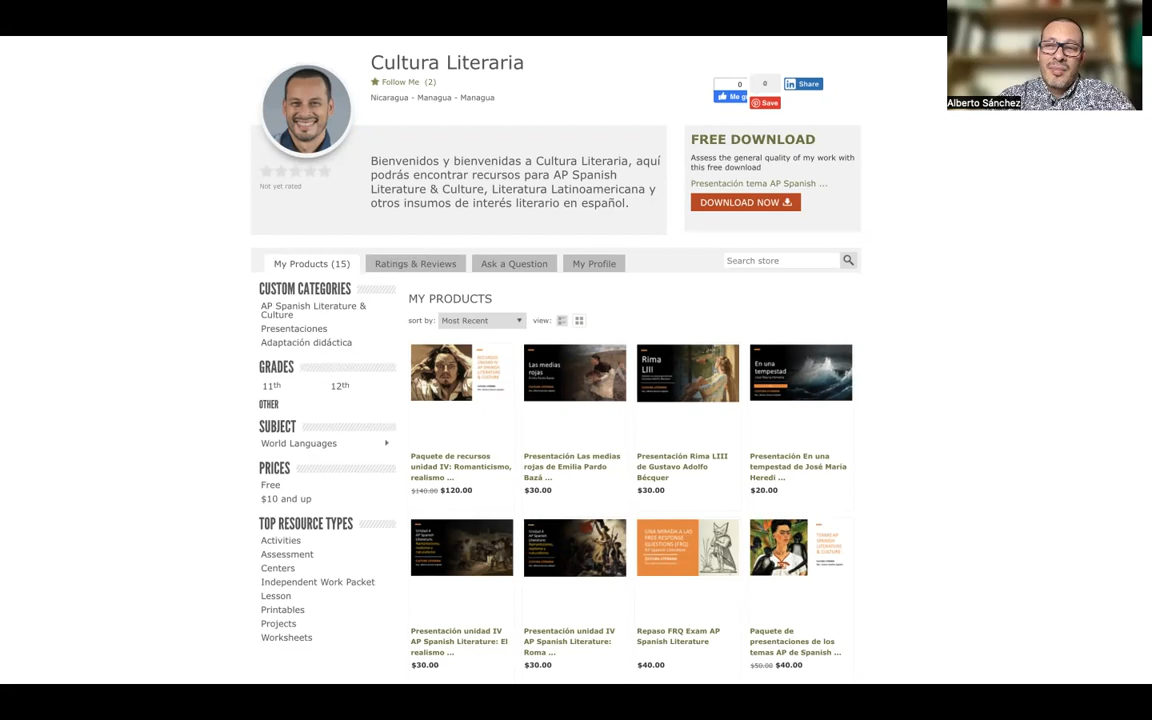 Alberto Sánchez
Cultura Literaria
Follow Me (2)
Nicaragua - Managua - Managua
0
0
Share
Me g
Save
Not yet rated
Bienvenidos y bienvenidas a Cultura Literaria, aquí
podrás encontrar recursos para AP Spanish
Literature & Culture, Literatura Latinoamericana y
otros insumos de interés literario en español.
FREE DOWNLOAD
Assess the general quality of my work with
this free download
Presentación tema AP Spanish ...
DOWNLOAD NOW
My Products (15)
Ratings & Reviews
Ask a Question
My Profile
Search store
CUSTOM CATEGORIES
AP Spanish Literature &
Culture
Presentaciones
Adaptación didáctica
GRADES
11th
12th
OTHER
SUBJECT
World Languages
PRICES
Free
$10 and up
TOP RESOURCE TYPES
Activities
Assessment
Centers
Independent Work Packet
Lesson
Printables
Projects
Worksheets
MY PRODUCTS
sort by:
Most Recent
view:
Las medias
rojas
Rima
LIII
En una
tempestad
Paquete de recursos
unidad IV: Romanticismo,
realismo ...
$140.00 $120.00
Presentación Las medias
rojas de Emilia Pardo
Bazá ...
$30.00
Presentación Rima LIII
de Gustavo Adolfo
Bécquer
$30.00
Presentación En una
tempestad de José María
Heredi ...
$20.00
Presentación unidad IV
AP Spanish Literature: El
realismo ...
$30.00
Presentación unidad IV
AP Spanish Literature:
Roma ...
$30.00
Repaso FRQ Exam AP
Spanish Literature
$40.00
Paquete de
presentaciones de los
temas AP de Spanish ...
$50.00 $40.00